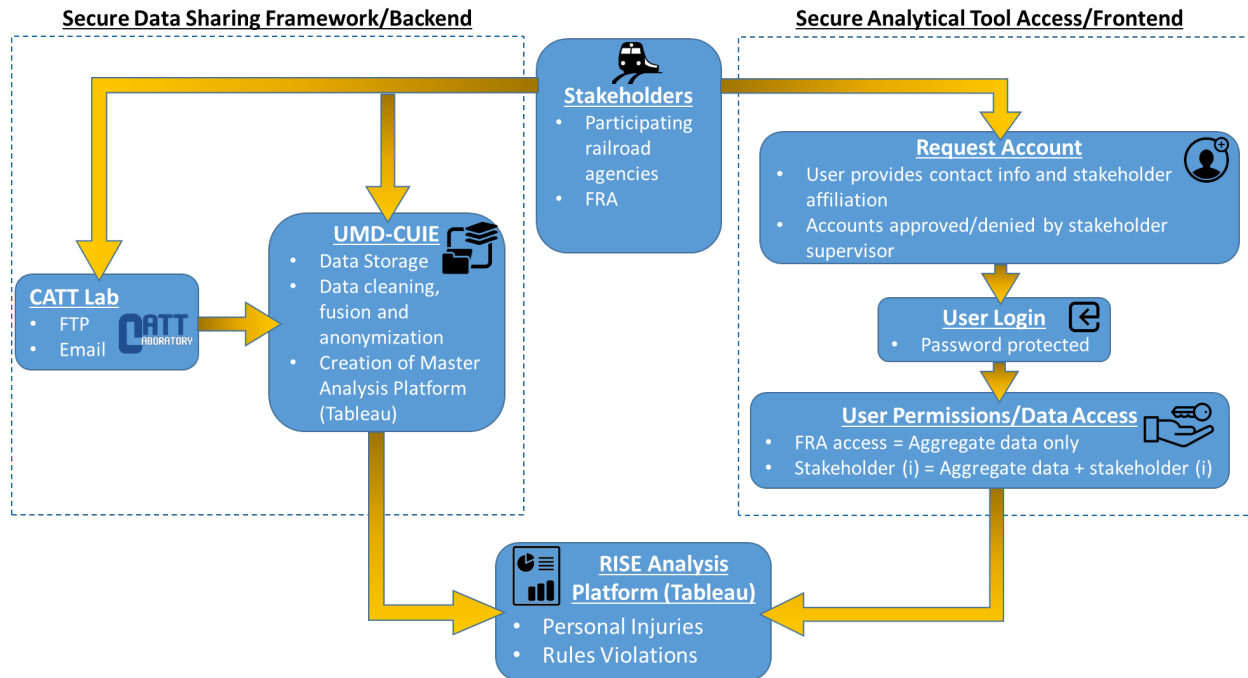 Secure Data Sharing Framework/Backend
Secure Analytical Tool Access/Frontend
Stakeholders
• Participating
railroad
agencies
• FRA
Request Account
• User provides contact info and stakeholder
affiliation
• Accounts approved/denied by stakeholder
supervisor
UMD-CUIE
• Data Storage
• Data cleaning,
fusion and
anonymization
• Creation of Master
Analysis Platform
(Tableau)
CATT Lab
• FTP
• Email
CATT
LABORATORY
User Login
• Password protected
User Permissions/Data Access
• FRA access = Aggregate data only
• Stakeholder (i) = Aggregate data + stakeholder (i)
RISE Analysis
Platform (Tableau)
• Personal Injuries
• Rules Violations